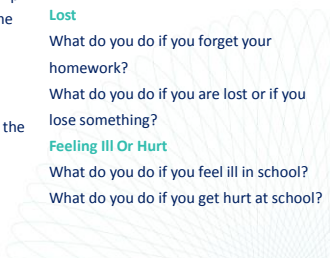 ne
Lost
What do you do if you forget your
homework?
What do you do if you are lost or if you
the
lose something?
Feeling Ill Or Hurt
What do you do if you feel ill in school?
What do you do if you get hurt at school?